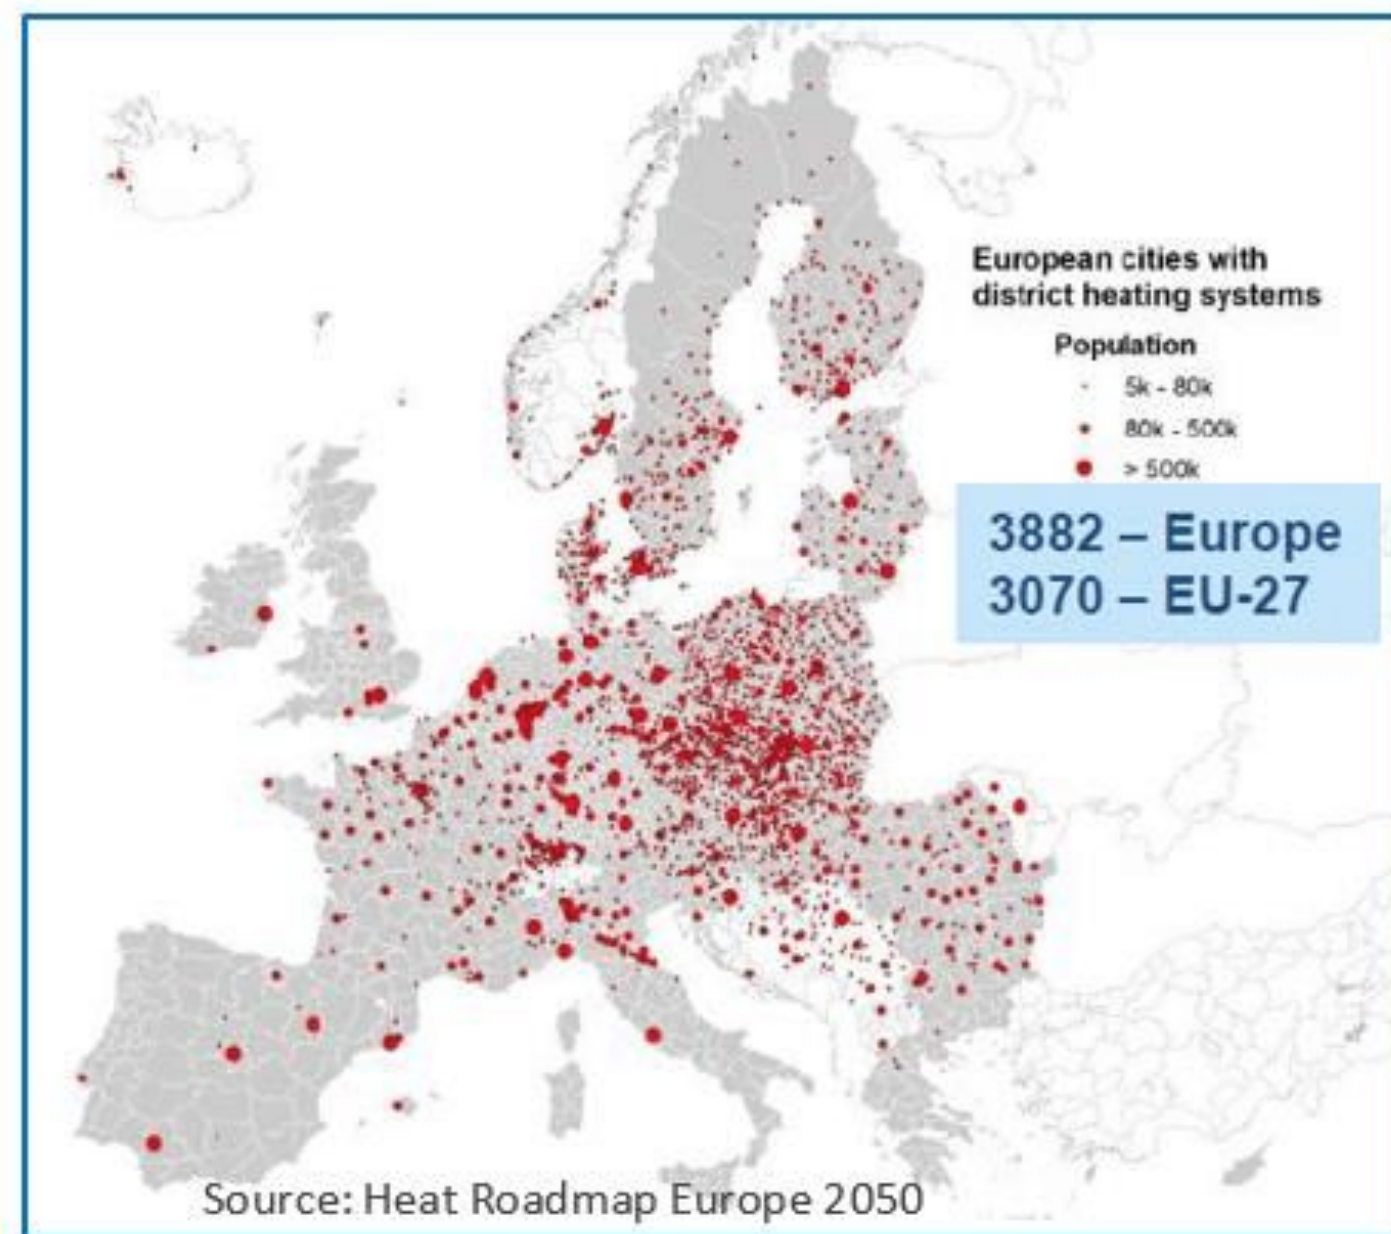 European cities with
district heating systems
Population
5k - 80k
80k - 500k
> 500k
3882 – Europe
3070 – EU-27
Source: Heat Roadmap Europe 2050